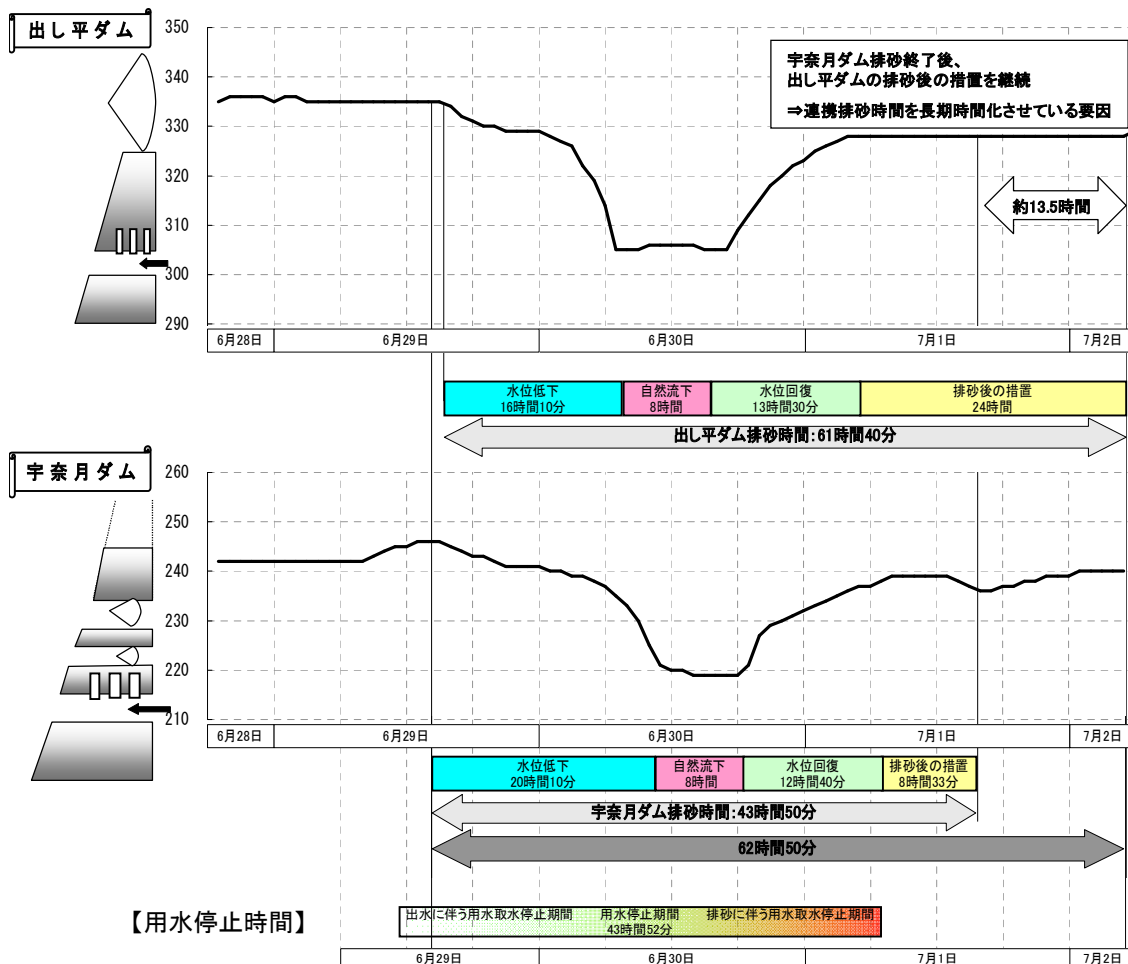 出し平ダム
350
340
330
320
310
300
290
宇奈月ダム排砂終了後、
出し平ダムの排砂後の措置を継続
⇒連携排砂時間を長期時間化させている要因
約13.5時間
6月28日
6月29日
6月30日
7月1日
7月2日
水位低下
16時間10分
自然流下
8時間
水位回復
13時間30分
排砂後の措置
24時間
出し平ダム排砂時間:61時間40分
宇奈月ダム
260
250
240
230
220
210
6月28日
6月29日
6月30日
7月1日
7月2日
水位低下
20時間10分
自然流下
8時間
水位回復
12時間40分
排砂後の措置
8時間33分
宇奈月ダム排砂時間:43時間50分
62時間50分
【用水停止時間】
出水に伴う用水取水停止期間
用水停止期間
43時間52分
排砂に伴う用水取水停止期間
6月29日
6月30日
7月1日
7月2日